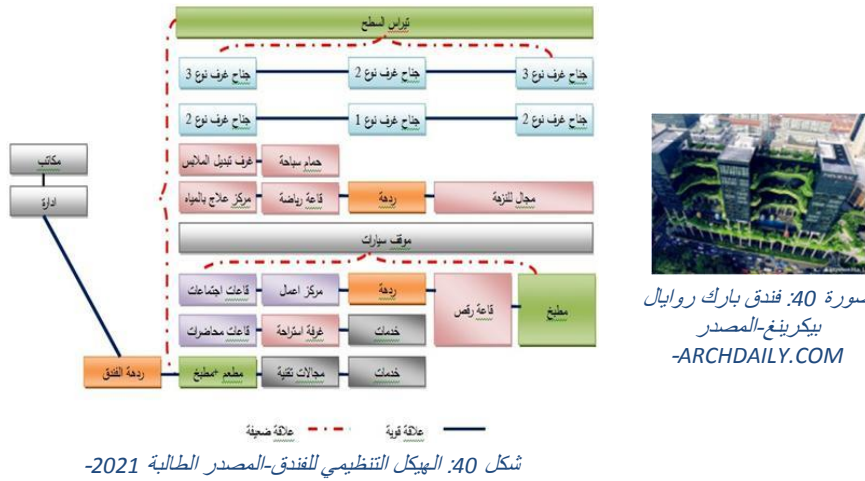 تيراس السطح
جناح غرف نوع 3
جناح غرف نوع 2
جناح غرف نوع 3
جناح غرف نوع 2
جناح غرف نوع 1
جناح غرف نوع 2
حمام سباحة
غرف تبديل الملابس
مكاتب
مجال للنزهة
ردهة
قاعة رياضة
مركز علاج بالمياه
ادارة
موقف سيارات
مطبخ
قاعة رقص
ردهة
مركز اعمال
قاعات اجتماعات
خدمات
غرفة استراحة
قاعات محاضرات
خدمات
مجالات تقنية
مطعم +مطبخ
ردهة الفندق
علاقة قوية
علاقة ضعيفة
شكل 40: الهيكل التنظيمي للفندق-المصدر الطالبة 2021-
صورة 40: فندق بارك روايال
بيكرينغ-المصدر
ARCHDAILY.COM-